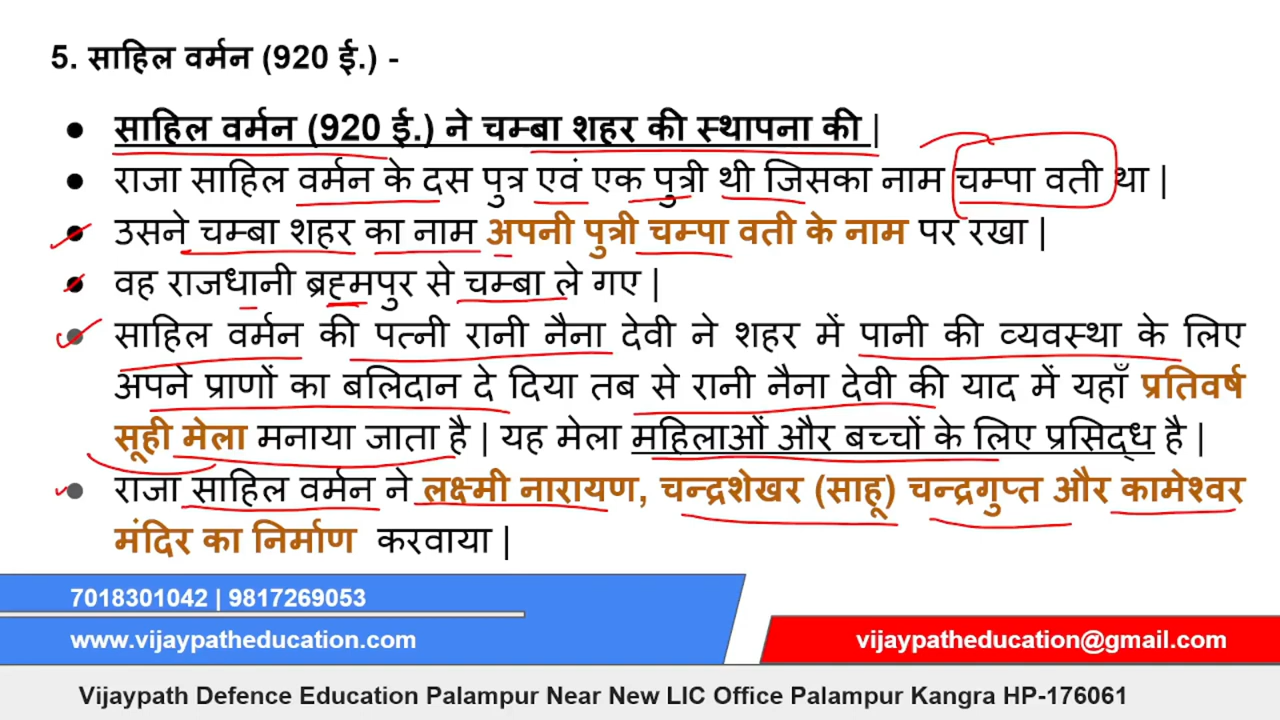 5. साहिल वर्मन (920 ई.) -
● साहिल वर्मन (920 ई.) ने चम्बा शहर की स्थापना की |
● राजा साहिल वर्मन के दस पुत्र एवं एक पुत्री थी जिसका नाम चम्पा वती था |
● उसने चम्बा शहर का नाम अपनी पुत्री चम्पा वती के नाम पर रखा |
● वह राजधानी ब्रह्मपुर से चम्बा ले गए |
● साहिल वर्मन की पत्नी रानी नैना देवी ने शहर में पानी की व्यवस्था के लिए
अपने प्राणों का बलिदान दे दिया तब से रानी नैना देवी की याद में यहाँ प्रतिवर्ष
सूही मेला मनाया जाता है | यह मेला महिलाओं और बच्चों के लिए प्रसिद्ध है |
● राजा साहिल वर्मन ने लक्ष्मी नारायण, चन्द्रशेखर (साहू) चन्द्रगुप्त और कामेश्वर
मंदिर का निर्माण करवाया |
7018301042 | 9817269053
www.vijaypatheducation.com
vijaypatheducation@gmail.com
Vijaypath Defence Education Palampur Near New LIC Office Palampur Kangra HP-176061